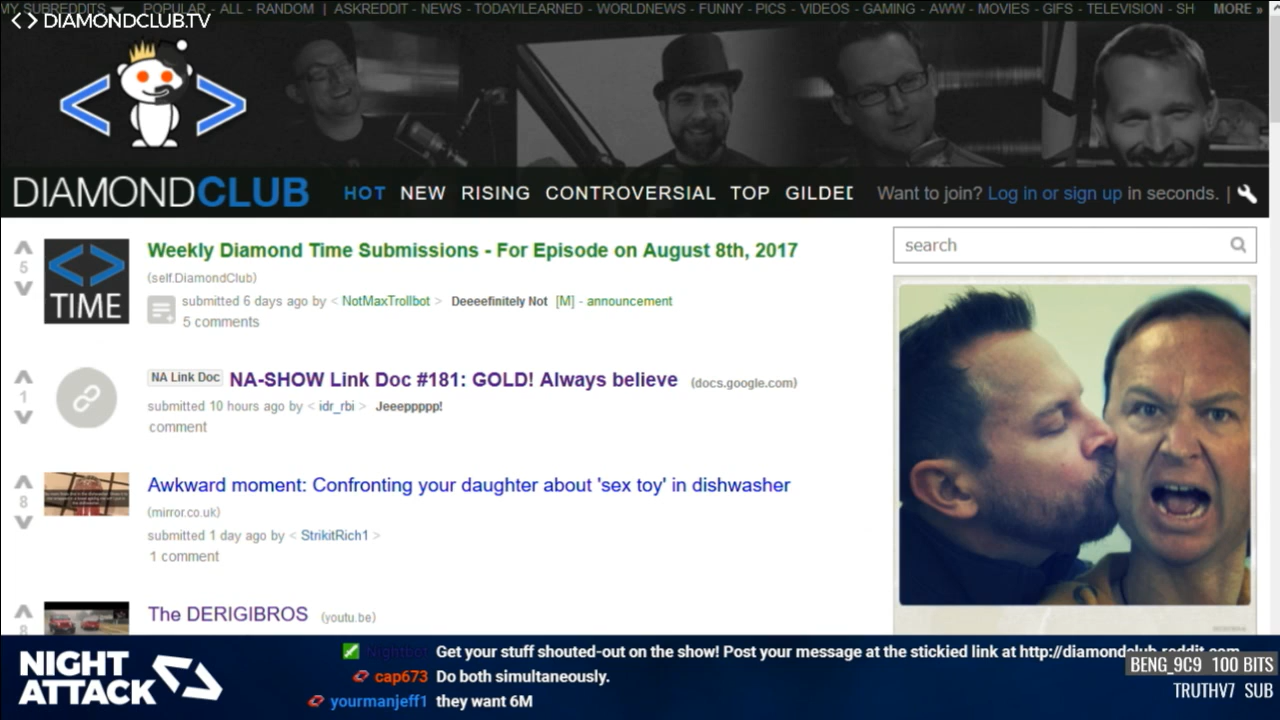 MY SUBREDDITS POPULAR - ALL - RANDOM | ASKREDDIT - NEWS - TODAYILEARNED - WORLDNEWS - FUNNY - PICS - VIDEOS - GAMING - AWW - MOVIES - GIFS - TELEVISION - SH MORE »
<> DIAMONDCLUB.TV
DIAMONDCLUB HOT NEW RISING CONTROVERSIAL TOP GILDED Want to join? Log in or sign up in seconds. |
search
Weekly Diamond Time Submissions - For Episode on August 8th, 2017
(self.DiamondClub)
5
TIME
submitted 6 days ago by < NotMaxTrollbot > Deeeefinitely Not [M] - announcement
5 comments
NA Link Doc NA-SHOW Link Doc #181: GOLD! Always believe (docs.google.com)
1
submitted 10 hours ago by < idr_rbi > Jeeeppppp!
comment
Awkward moment: Confronting your daughter about 'sex toy' in dishwasher
8
(mirror.co.uk)
submitted 1 day ago by < StrikitRich1 >
1 comment
The DERIGIBROS (youtu.be)
8
NIGHT ATTACK
Nightbot Get your stuff shouted-out on the show! Post your message at the stickied link at http://diamondclub.reddit.com
cap673 Do both simultaneously.
yourmanjeff1 they want 6M
BENG_9C9 100 BITS
TRUTHV7 SUB